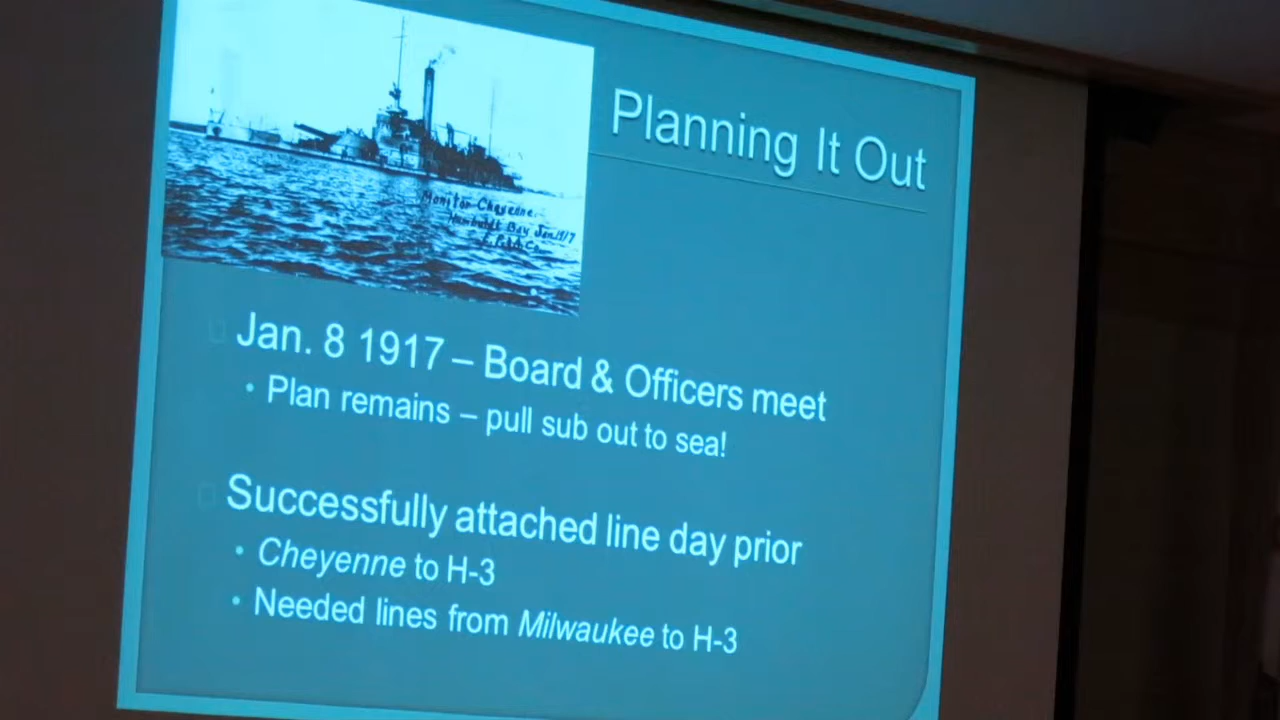 Planning It Out
Monitor Cheyenne.
Humboldt Bay Jan. 1917
Jan. 8 1917 – Board & Officers meet
• Plan remains – pull sub out to sea!
Successfully attached line day prior
• Cheyenne to H-3
• Needed lines from Milwaukee to H-3